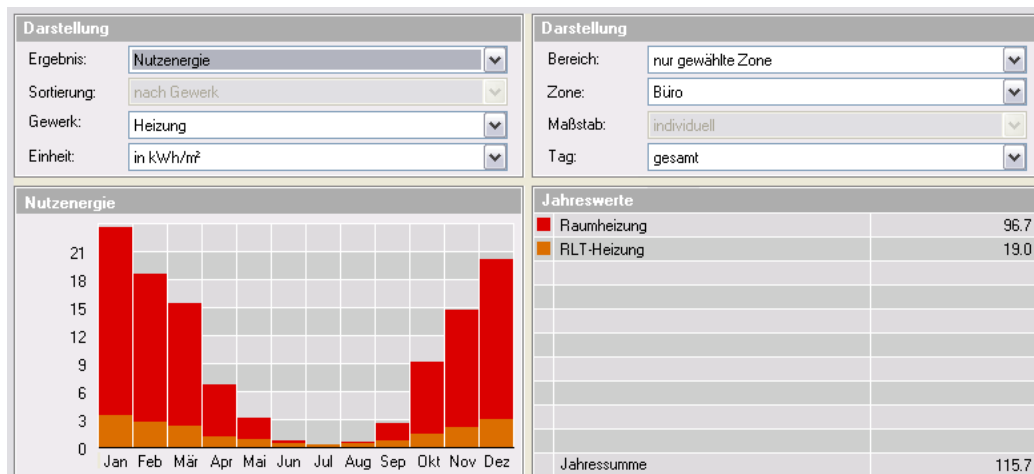 Darstellung
Ergebnis: Nutzenergie
Sortierung: nach Gewerk
Gewerk: Heizung
Einheit: in kWh/m²
Darstellung
Bereich: nur gewählte Zone
Zone: Büro
Maßstab: individuell
Tag: gesamt
Nutzenergie
21
18
15
12
9
6
3
0
Jan Feb Mär Apr Mai Jun Jul Aug Sep Okt Nov Dez
Jahreswerte
Raumheizung 96.7
RLT-Heizung 19.0
Jahressumme 115.7